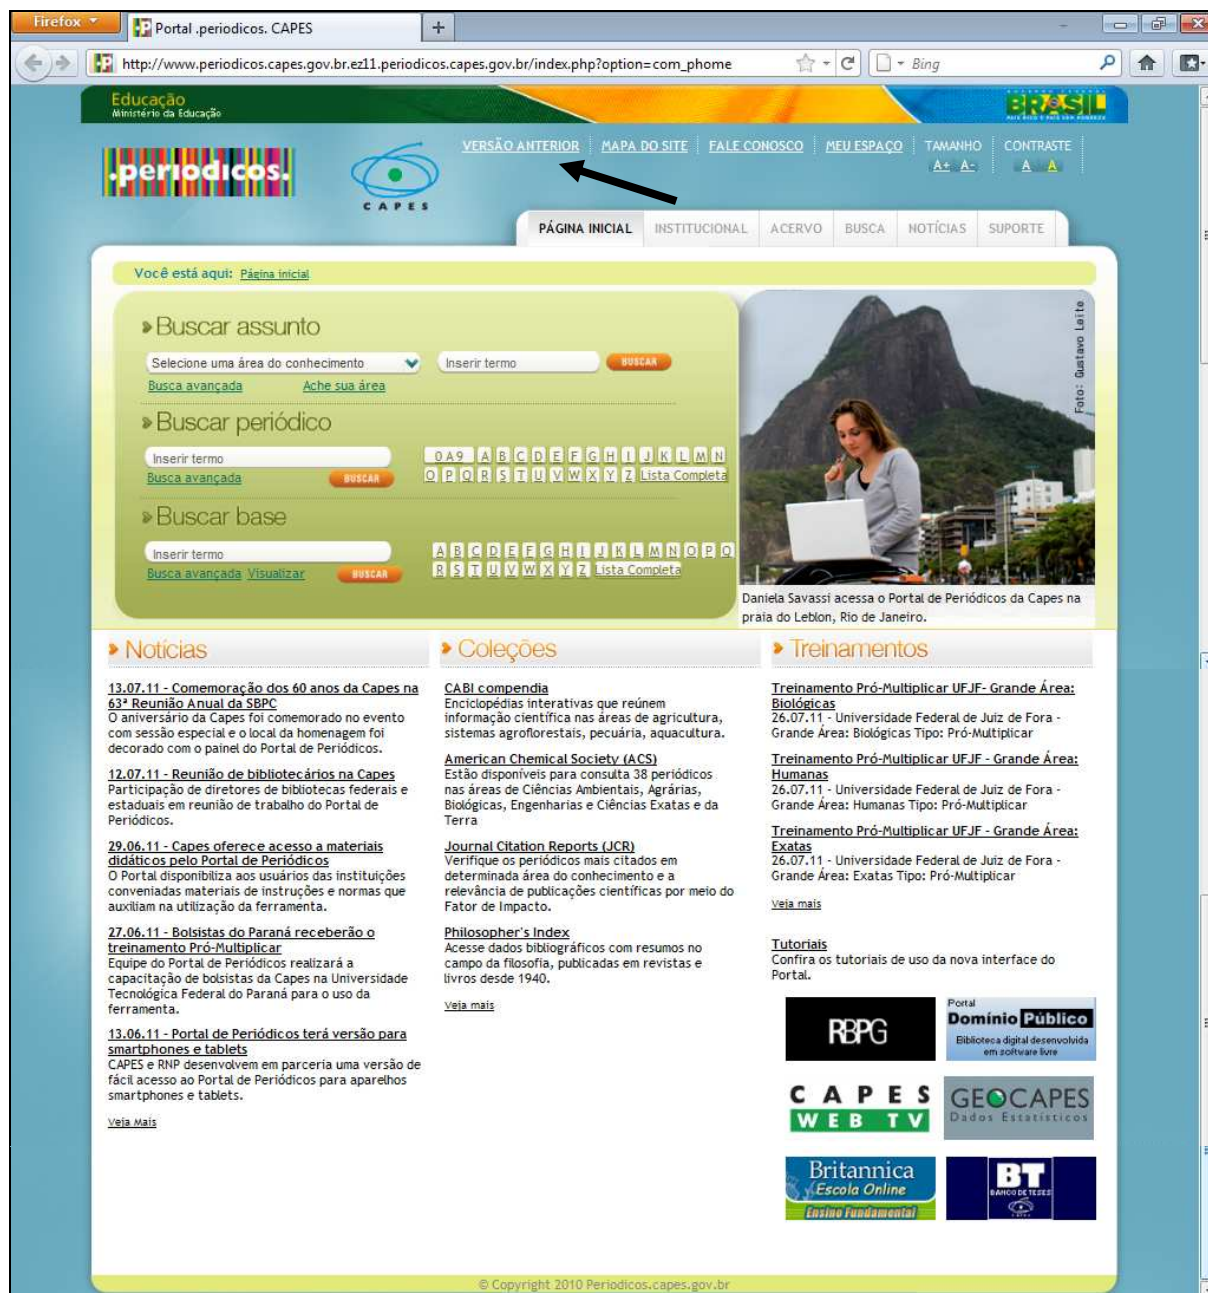 Firefox
Portal .periodicos. CAPES
http://www.periodicos.capes.gov.br.ez11.periodicos.capes.gov.br/index.php?option=com_phome
Bing
Educação
Ministério da Educação
BRASIL
VERSÃO ANTERIOR MAPA DO SITE FALE CONOSCO MEU ESPAÇO TAMANHO CONTRASTE
A+ A- A A
.periodicos.
CAPES
PÁGINA INICIAL INSTITUCIONAL ACERVO BUSCA NOTÍCIAS SUPORTE
Você está aqui: Página inicial
Buscar assunto
Selecione uma área do conhecimento Inserir termo BUSCAR
Busca avançada Ache sua área
Buscar periódico
Inserir termo 0A9 A B C D E F G H I J K L M N
Busca avançada BUSCAR O P Q R S T U V W X Y Z Lista Completa
Buscar base
Inserir termo A B C D E F G H I J K L M N O P Q
Busca avançada Visualizar BUSCAR R S T U V W X Y Z Lista Completa
Foto: Gustavo Leite
Daniela Savassi acessa o Portal de Periódicos da Capes na
praia do Leblon, Rio de Janeiro.
Notícias
13.07.11 - Comemoração dos 60 anos da Capes na
63ª Reunião Anual da SBPC
O aniversário da Capes foi comemorado no evento
com sessão especial e o local da homenagem foi
decorado com o painel do Portal de Periódicos.
12.07.11 - Reunião de bibliotecários na Capes
Participação de diretores de bibliotecas federais e
estaduais em reunião de trabalho do Portal de
Periódicos.
29.06.11 - Capes oferece acesso a materiais
didáticos pelo Portal de Periódicos
O Portal disponibiliza aos usuários das instituições
conveniadas materiais de instruções e normas que
auxiliam na utilização da ferramenta.
27.06.11 - Bolsistas do Paraná receberão o
treinamento Pró-Multiplicar
Equipe do Portal de Periódicos realizará a
capacitação de bolsistas da Capes na Universidade
Tecnológica Federal do Paraná para o uso da
ferramenta.
13.06.11 - Portal de Periódicos terá versão para
smartphones e tablets
CAPES e RNP desenvolvem em parceria uma versão de
fácil acesso ao Portal de Periódicos para aparelhos
smartphones e tablets.
Veja Mais
Coleções
CABI compendia
Enciclopédias interativas que reúnem
informação científica nas áreas de agricultura,
sistemas agroflorestais, pecuária, aquacultura.
American Chemical Society (ACS)
Estão disponíveis para consulta 38 periódicos
nas áreas de Ciências Ambientais, Agrárias,
Biológicas, Engenharias e Ciências Exatas e da
Terra
Journal Citation Reports (JCR)
Verifique os periódicos mais citados em
determinada área do conhecimento e a
relevância de publicações científicas por meio do
Fator de Impacto.
Philosopher's Index
Acesse dados bibliográficos com resumos no
campo da filosofia, publicadas em revistas e
livros desde 1940.
Veja mais
Treinamentos
Treinamento Pró-Multiplicar UFJF- Grande Área:
Biológicas
26.07.11 - Universidade Federal de Juiz de Fora -
Grande Área: Biológicas Tipo: Pró-Multiplicar
Treinamento Pró-Multiplicar UFJF - Grande Área:
Humanas
26.07.11 - Universidade Federal de Juiz de Fora -
Grande Área: Humanas Tipo: Pró-Multiplicar
Treinamento Pró-Multiplicar UFJF - Grande Área:
Exatas
26.07.11 - Universidade Federal de Juiz de Fora -
Grande Área: Exatas Tipo: Pró-Multiplicar
Veja mais
Tutoriais
Confira os tutoriais de uso da nova interface do
Portal.
RBPG
Portal
Domínio Público
Biblioteca digital desenvolvida
em software livre
CAPES
WEB TV
GEOCAPES
Dados Estatísticos
Britannica
Escola Online
Ensino Fundamental
BT
BANCO DE TESES
© Copyright 2010 Periodicos.capes.gov.br